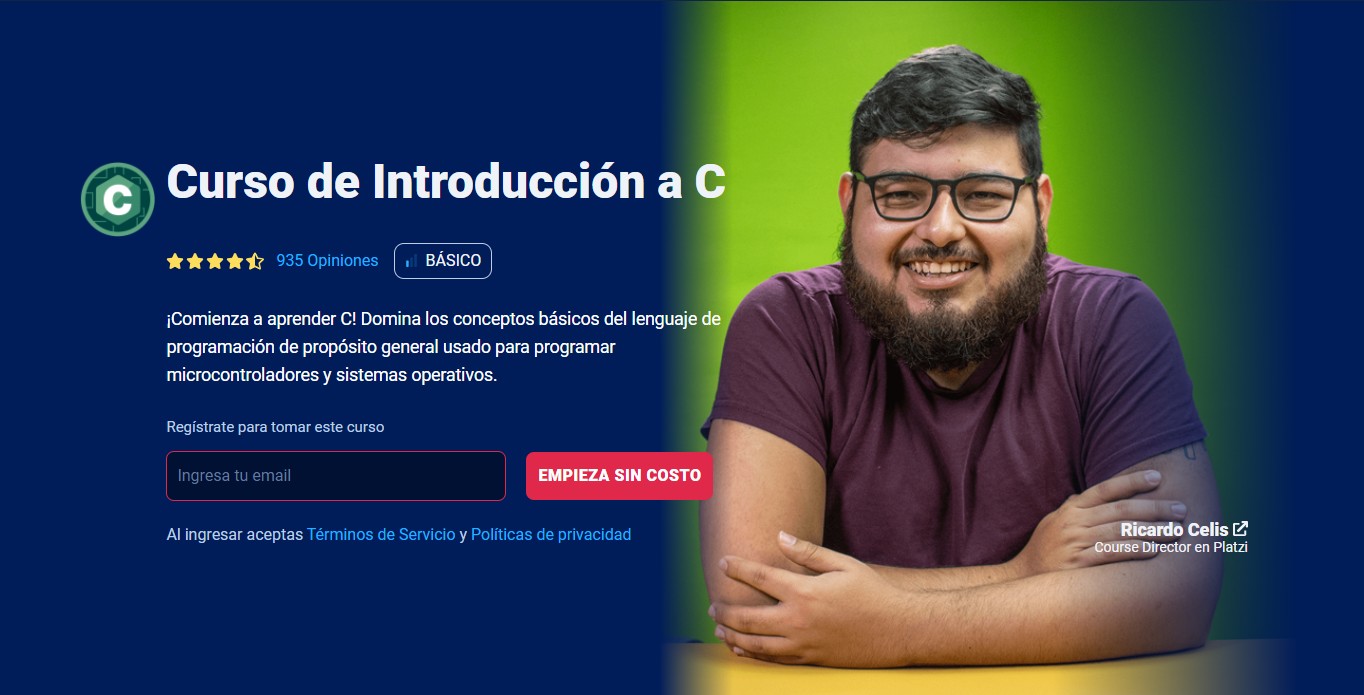 C
Curso de Introducción a C
935 Opiniones
BÁSICO
¡Comienza a aprender C! Domina los conceptos básicos del lenguaje de
programación de propósito general usado para programar
microcontroladores y sistemas operativos.
Regístrate para tomar este curso
Ingresa tu email
EMPIEZA SIN COSTO
Al ingresar aceptas Términos de Servicio y Políticas de privacidad
Ricardo Celis
Course Director en Platzi